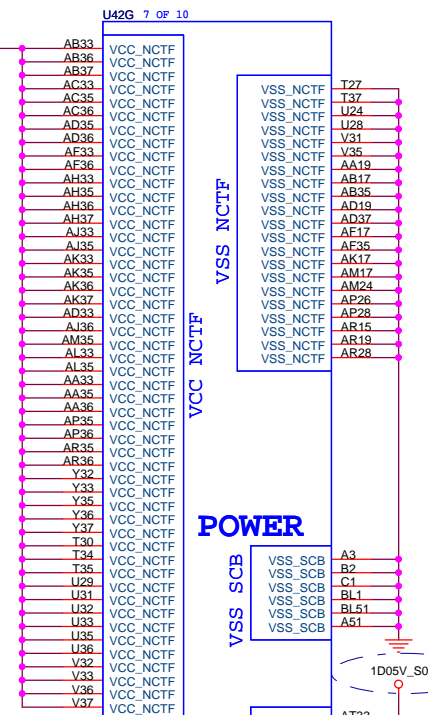 U42G 7 OF 10
AB33 VCC_NCTF
AB36 VCC_NCTF
AB37 VCC_NCTF
AC33 VCC_NCTF
AC35 VCC_NCTF
AC36 VCC_NCTF
AD35 VCC_NCTF
AD36 VCC_NCTF
AF33 VCC_NCTF
AF36 VCC_NCTF
AH33 VCC_NCTF
AH35 VCC_NCTF
AH36 VCC_NCTF
AH37 VCC_NCTF
AJ33 VCC_NCTF
AJ35 VCC_NCTF
AK33 VCC_NCTF
AK35 VCC_NCTF
AK36 VCC_NCTF
AK37 VCC_NCTF
AD33 VCC_NCTF
AJ36 VCC_NCTF
AM35 VCC_NCTF
AL33 VCC_NCTF
AL35 VCC_NCTF
AA33 VCC_NCTF
AA35 VCC_NCTF
AA36 VCC_NCTF
AP35 VCC_NCTF
AP36 VCC_NCTF
AR35 VCC_NCTF
AR36 VCC_NCTF
Y32 VCC_NCTF
Y33 VCC_NCTF
Y35 VCC_NCTF
Y36 VCC_NCTF
Y37 VCC_NCTF
T30 VCC_NCTF
T34 VCC_NCTF
T35 VCC_NCTF
U29 VCC_NCTF
U31 VCC_NCTF
U32 VCC_NCTF
U33 VCC_NCTF
U35 VCC_NCTF
U36 VCC_NCTF
V32 VCC_NCTF
V33 VCC_NCTF
V36 VCC_NCTF
V37 VCC_NCTF
VCC NCTF
VSS NCTF
VSS_NCTF T27
VSS_NCTF T37
VSS_NCTF U24
VSS_NCTF U28
VSS_NCTF V31
VSS_NCTF V35
VSS_NCTF AA19
VSS_NCTF AB17
VSS_NCTF AB35
VSS_NCTF AD19
VSS_NCTF AD37
VSS_NCTF AF17
VSS_NCTF AF35
VSS_NCTF AK17
VSS_NCTF AM17
VSS_NCTF AM24
VSS_NCTF AP26
VSS_NCTF AP28
VSS_NCTF AR15
VSS_NCTF AR19
VSS_NCTF AR28
POWER
VSS SCB
VSS_SCB A3
VSS_SCB B2
VSS_SCB C1
VSS_SCB BL1
VSS_SCB BL51
VSS_SCB A51
1D05V_S0